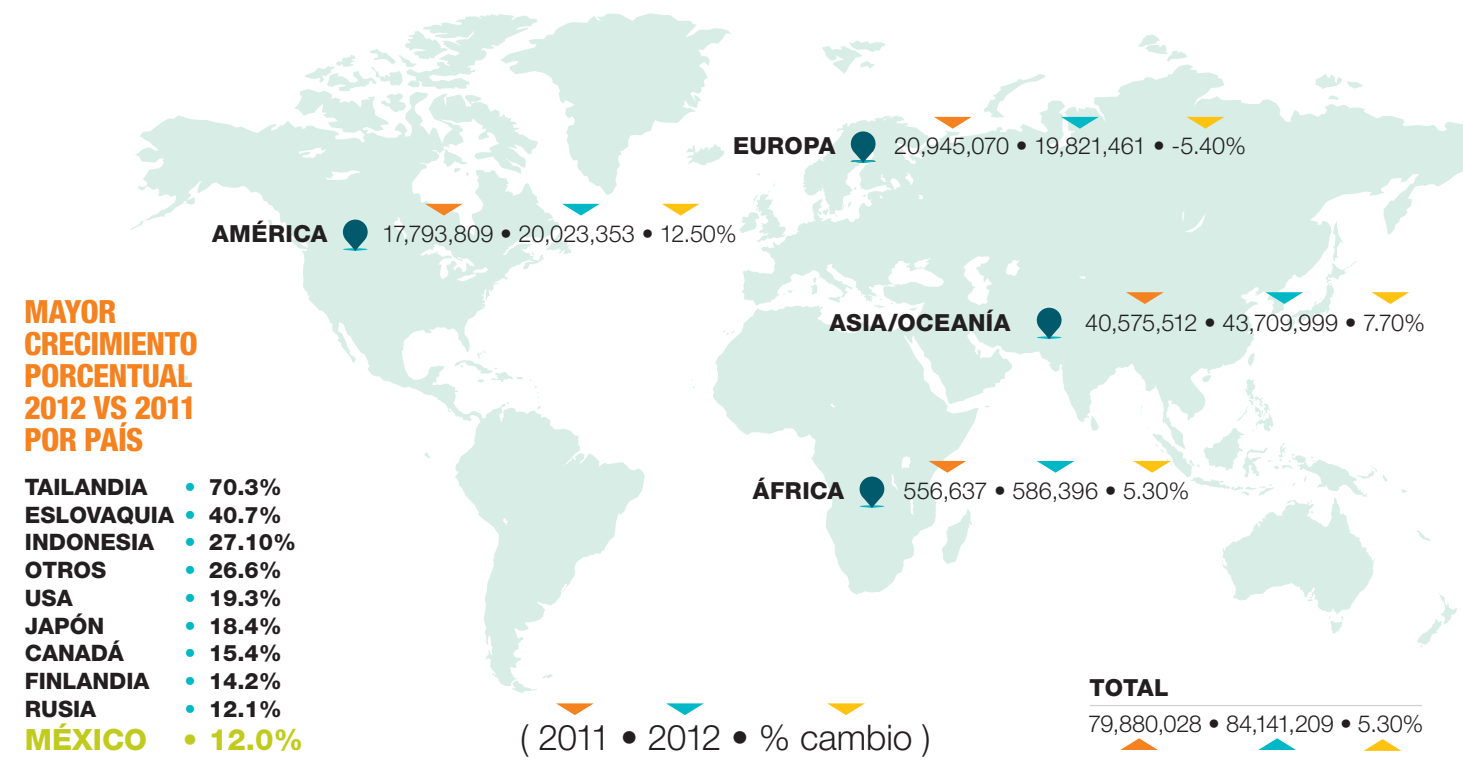 EUROPA 20,945,070 • 19,821,461 • -5.40%
AMÉRICA 17,793,809 • 20,023,353 • 12.50%
ASIA/OCEANÍA 40,575,512 • 43,709,999 • 7.70%
ÁFRICA 556,637 • 586,396 • 5.30%
MAYOR
CRECIMIENTO
PORCENTUAL
2012 VS 2011
POR PAÍS
TAILANDIA • 70.3%
ESLOVAQUIA • 40.7%
INDONESIA • 27.10%
OTROS • 26.6%
USA • 19.3%
JAPÓN • 18.4%
CANADÁ • 15.4%
FINLANDIA • 14.2%
RUSIA • 12.1%
MÉXICO • 12.0%
( 2011 • 2012 • % cambio )
TOTAL
79,880,028 • 84,141,209 • 5.30%